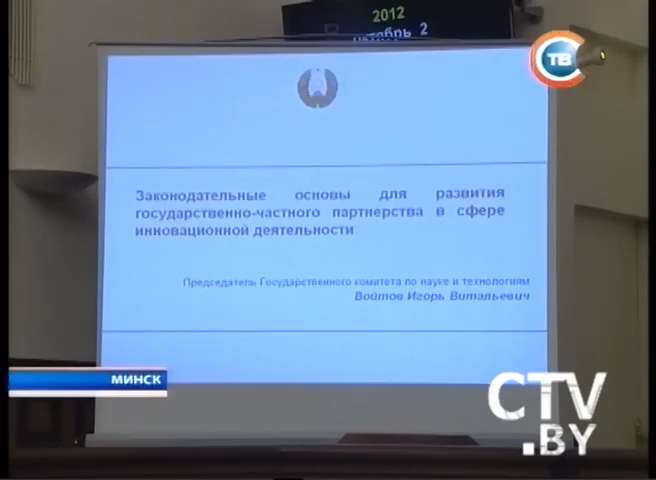 2012
октябрь 2
СТВ
Законодательные основы для развития
государственно-частного партнерства в сфере
инновационной деятельности
Председатель Государственного комитета по науке и технологиям
Войтов Игорь Витальевич
МИНСК
CTV
.BY